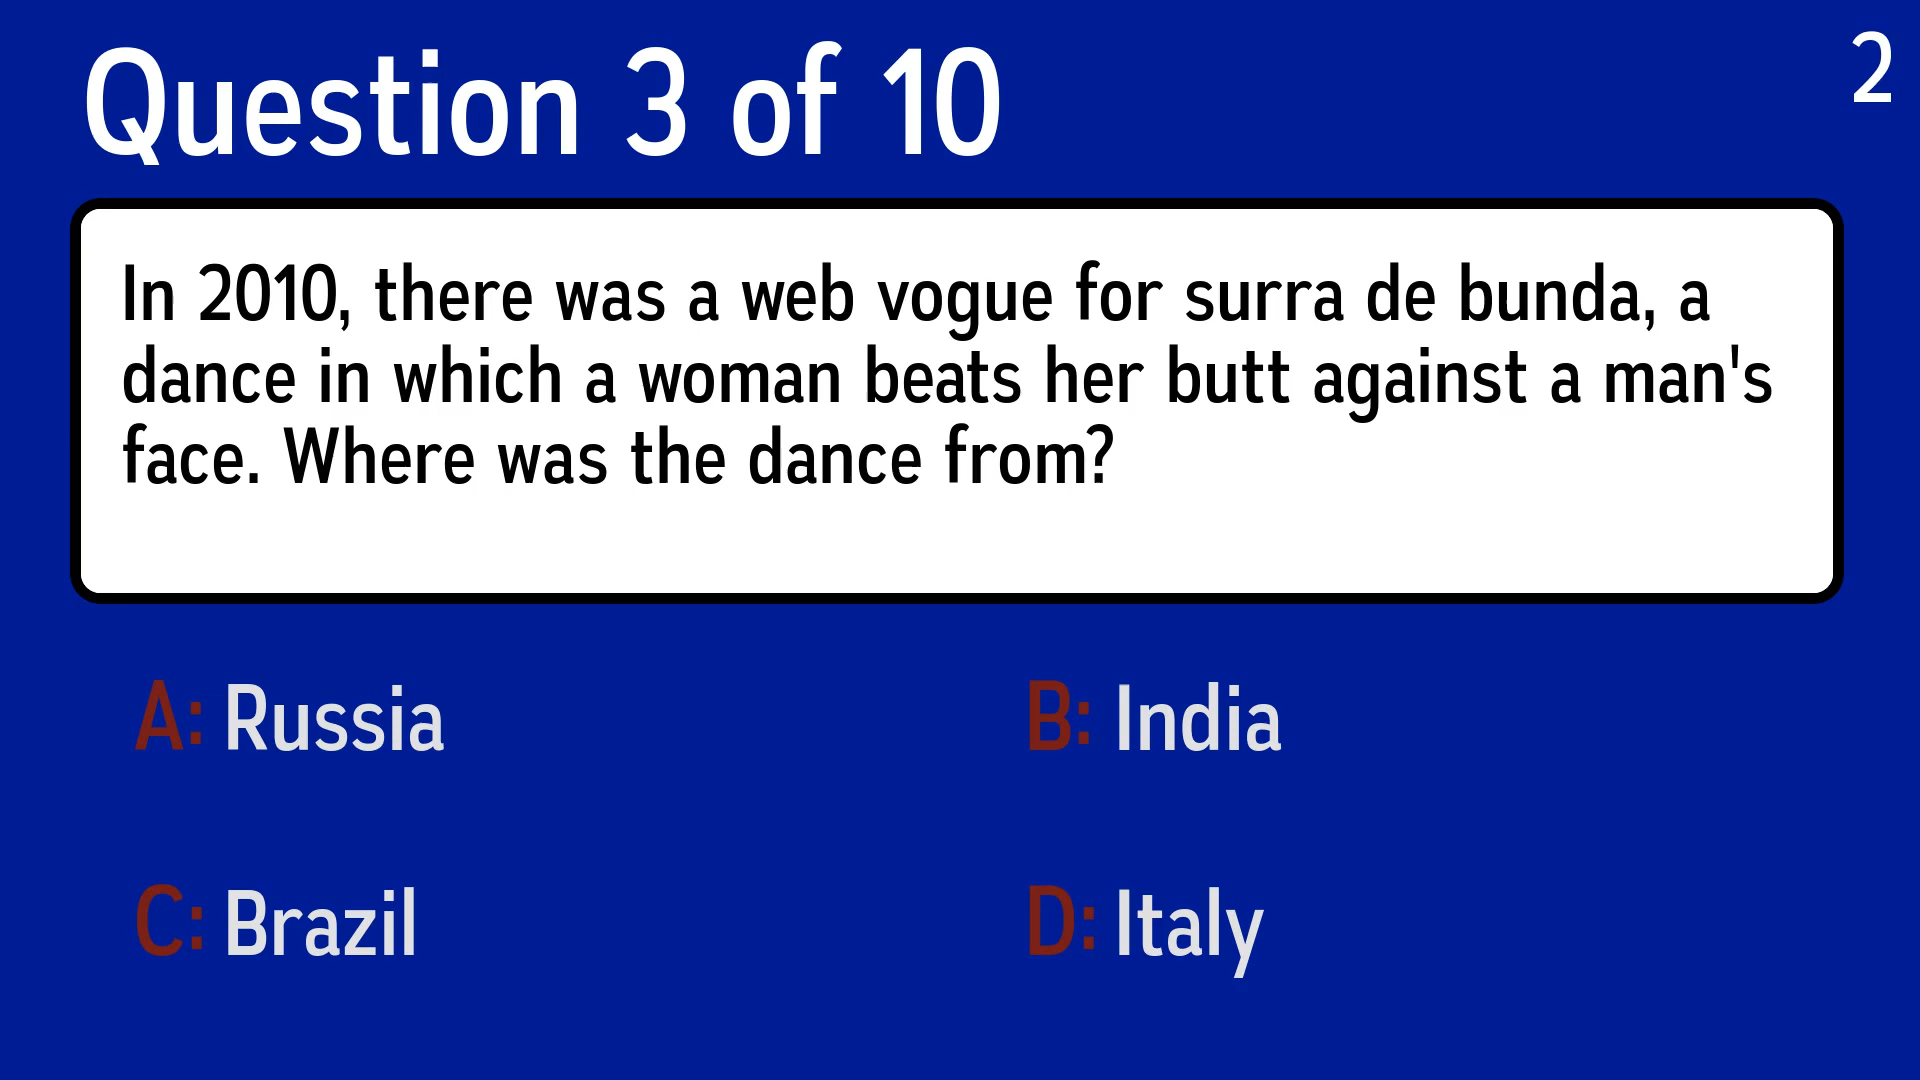 Question 3 of 10
2
In 2010, there was a web vogue for surra de bunda, a
dance in which a woman beats her butt against a man's
face. Where was the dance from?
A: Russia
B: India
C: Brazil
D: Italy